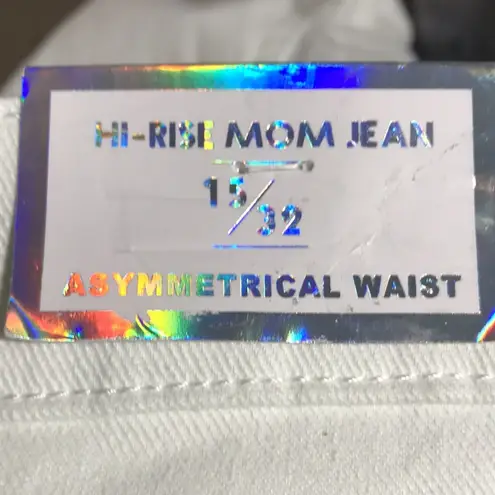 HI-RISE MOM JEAN
15/32
ASYMMETRICAL WAIST